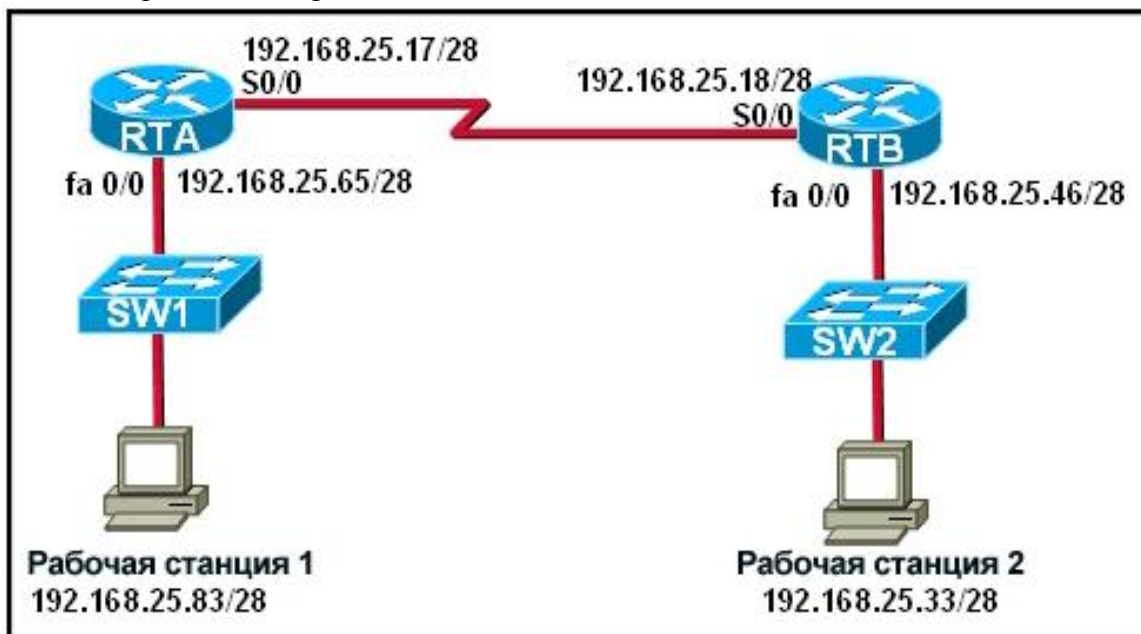 192.168.25.17/28
S0/0
192.168.25.18/28
S0/0
RTA
RTB
fa 0/0
192.168.25.65/28
fa 0/0
192.168.25.46/28
SW1
SW2
Рабочая станция 1
192.168.25.83/28
Рабочая станция 2
192.168.25.33/28